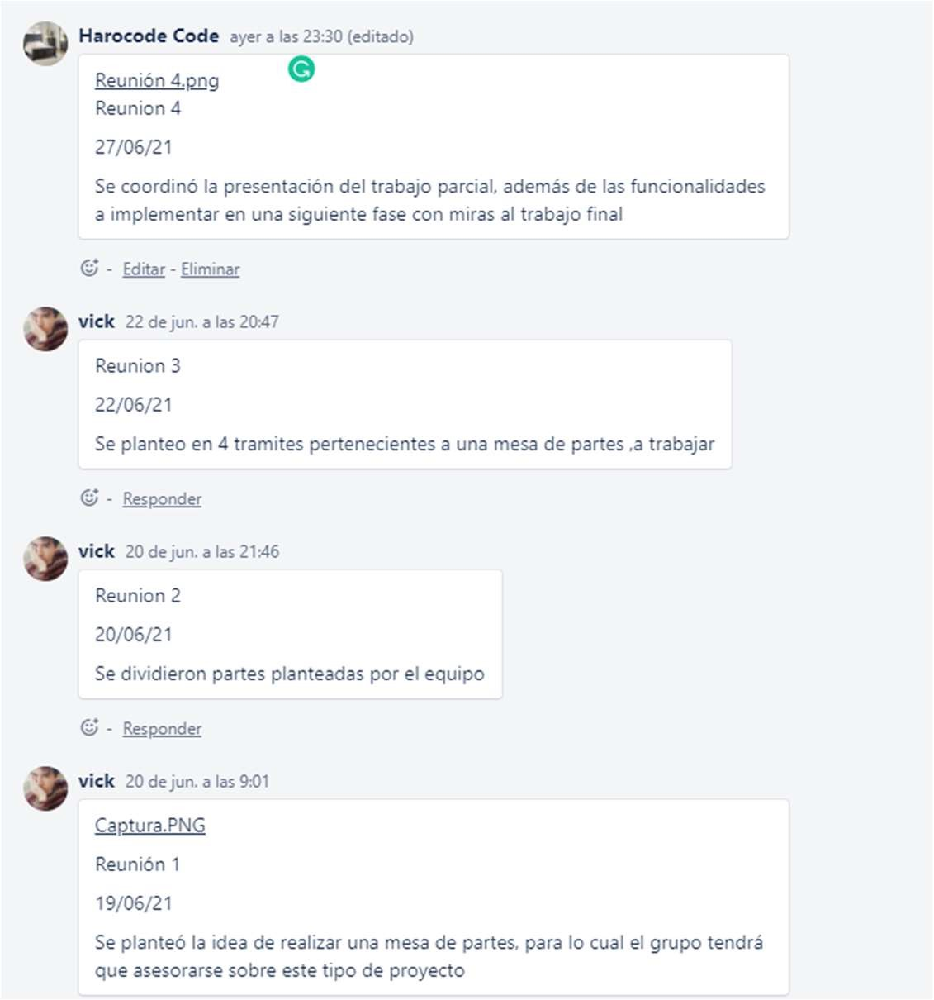 Harocode Code ayer a las 23:30 (editado)
Reunión 4.png
Reunion 4
27/06/21
Se coordinó la presentación del trabajo parcial, además de las funcionalidades
a implementar en una siguiente fase con miras al trabajo final
- Editar - Eliminar
vick 22 de jun. a las 20:47
Reunion 3
22/06/21
Se planteo en 4 tramites pertenecientes a una mesa de partes ,a trabajar
- Responder
vick 20 de jun. a las 21:46
Reunion 2
20/06/21
Se dividieron partes planteadas por el equipo
- Responder
vick 20 de jun. a las 9:01
Captura.PNG
Reunión 1
19/06/21
Se planteó la idea de realizar una mesa de partes, para lo cual el grupo tendrá
que asesorarse sobre este tipo de proyecto